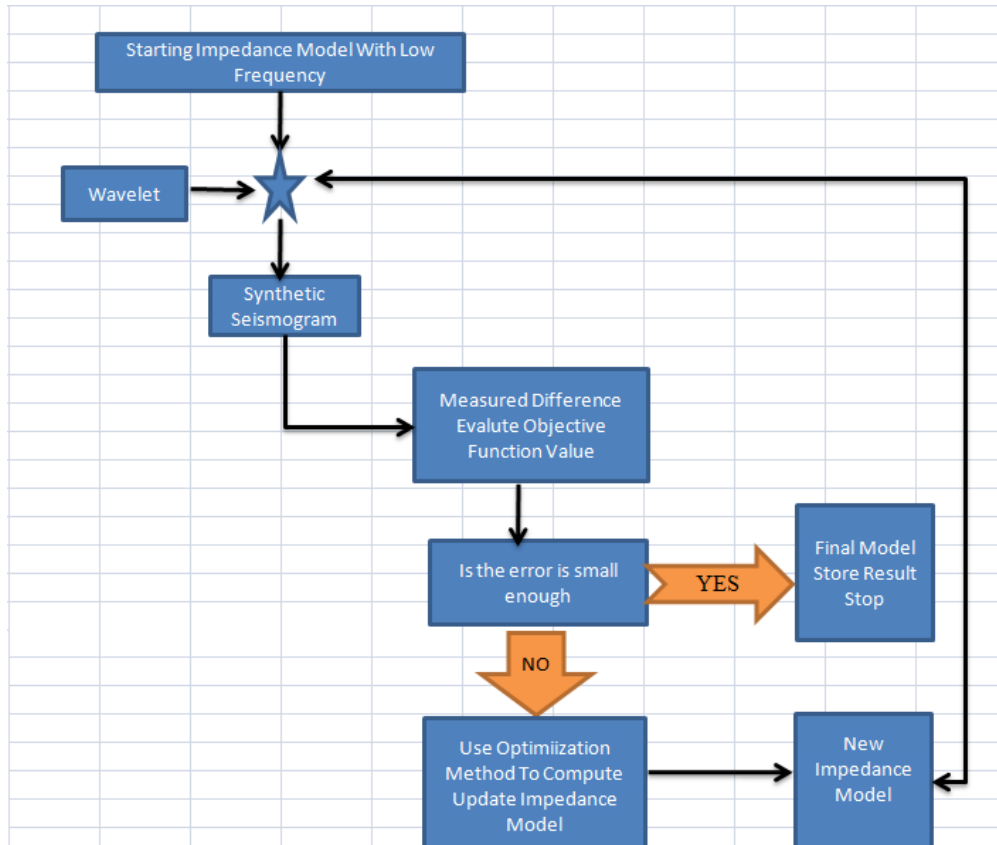 Starting Impedance Model With Low
Frequency
Wavelet
Synthetic
Seismogram
Measured Difference
Evalute Objective
Function Value
Is the error is small
enough
YES
Final Model
Store Result
Stop
NO
Use Optimiization
Method To Compute
Update Impedance
Model
New
Impedance
Model